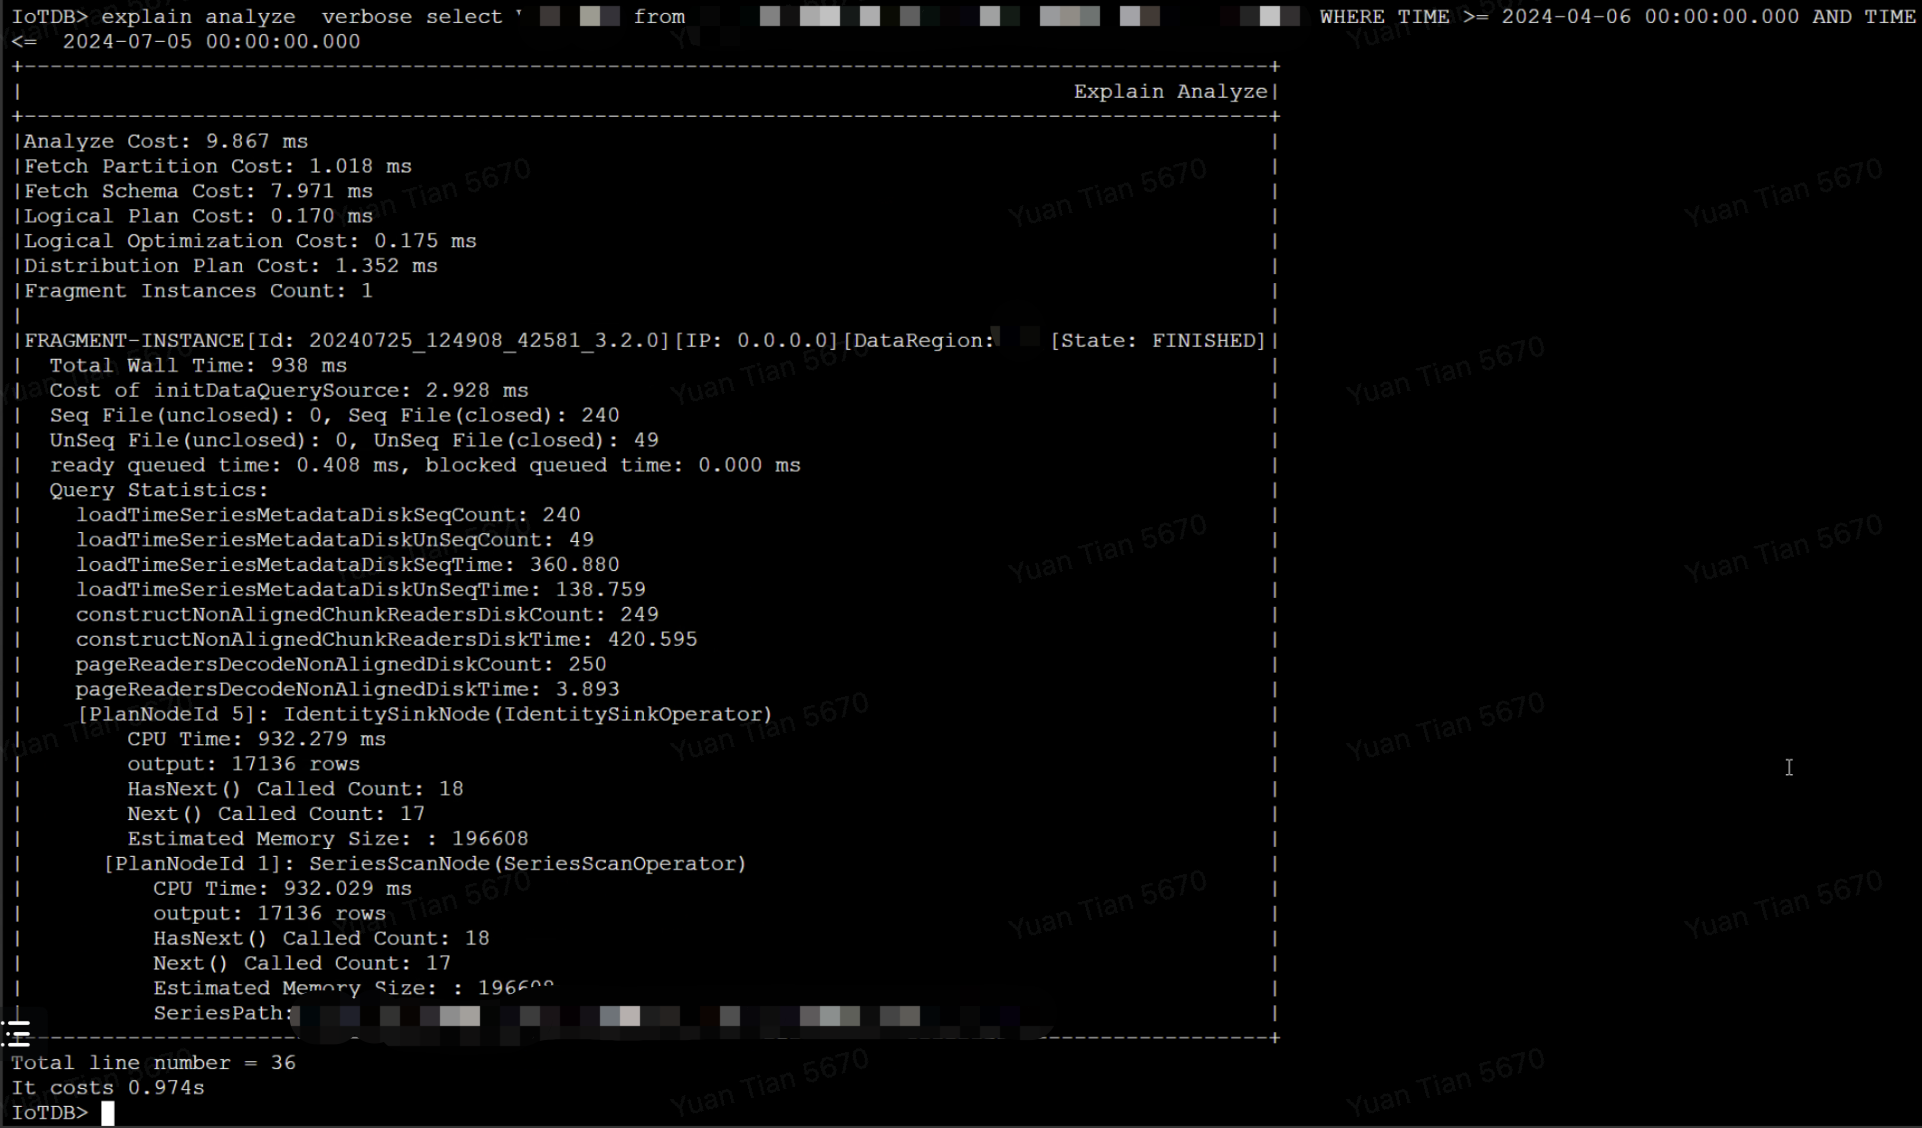 IoTDB> explain analyze  verbose select from WHERE TIME >= 2024-04-06 00:00:00.000 AND TIME
<=  2024-07-05 00:00:00.000
Explain Analyze|
|Analyze Cost: 9.867 ms
|Fetch Partition Cost: 1.018 ms
|Fetch Schema Cost: 7.971 ms
|Logical Plan Cost: 0.170 ms
|Logical Optimization Cost: 0.175 ms
|Distribution Plan Cost: 1.352 ms
|Fragment Instances Count: 1
|FRAGMENT-INSTANCE[Id: 20240725_124908_42581_3.2.0][IP: 0.0.0.0][DataRegion: [State: FINISHED]|
|  Total Wall Time: 938 ms
|  Cost of initDataQuerySource: 2.928 ms
|  Seq File(unclosed): 0, Seq File(closed): 240
|  UnSeq File(unclosed): 0, UnSeq File(closed): 49
|  ready queued time: 0.408 ms, blocked queued time: 0.000 ms
|  Query Statistics:
|    loadTimeSeriesMetadataDiskSeqCount: 240
|    loadTimeSeriesMetadataDiskUnSeqCount: 49
|    loadTimeSeriesMetadataDiskSeqTime: 360.880
|    loadTimeSeriesMetadataDiskUnSeqTime: 138.759
|    constructNonAlignedChunkReadersDiskCount: 249
|    constructNonAlignedChunkReadersDiskTime: 420.595
|    pageReadersDecodeNonAlignedDiskCount: 250
|    pageReadersDecodeNonAlignedDiskTime: 3.893
|    [PlanNodeId 5]: IdentitySinkNode(IdentitySinkOperator)
|        CPU Time: 932.279 ms
|        output: 17136 rows
|        HasNext() Called Count: 18
|        Next() Called Count: 17
|        Estimated Memory Size: : 196608
|      [PlanNodeId 1]: SeriesScanNode(SeriesScanOperator)
|          CPU Time: 932.029 ms
|          output: 17136 rows
|          HasNext() Called Count: 18
|          Next() Called Count: 17
|          Estimated Memory Size: : 196608
|          SeriesPath:
Total line number = 36
It costs 0.974s
IoTDB>
Yuan Tian 5670